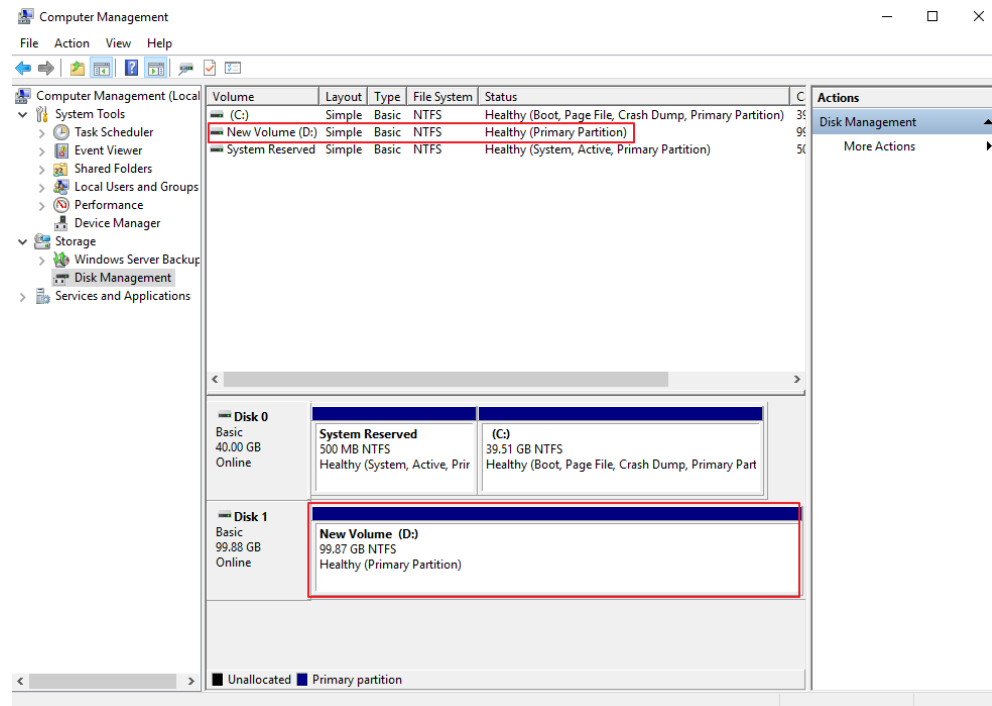 Computer Management
File Action View Help
Computer Management (Local
System Tools
Task Scheduler
Event Viewer
Shared Folders
Local Users and Groups
Performance
Device Manager
Storage
Windows Server Backup
Disk Management
Services and Applications
Volume Layout Type File System Status C
(C:) Simple Basic NTFS Healthy (Boot, Page File, Crash Dump, Primary Partition) 39
New Volume (D:) Simple Basic NTFS Healthy (Primary Partition) 99
System Reserved Simple Basic NTFS Healthy (System, Active, Primary Partition) 50
Disk 0
Basic
40.00 GB
Online
System Reserved
500 MB NTFS
Healthy (System, Active, Prir
(C:)
39.51 GB NTFS
Healthy (Boot, Page File, Crash Dump, Primary Part
Disk 1
Basic
99.88 GB
Online
New Volume (D:)
99.87 GB NTFS
Healthy (Primary Partition)
Unallocated Primary partition
Actions
Disk Management
More Actions